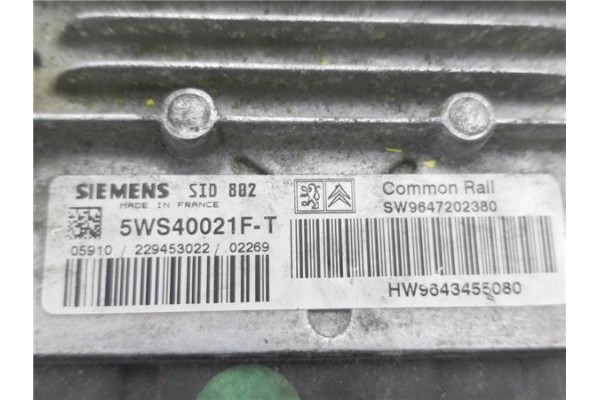 SIEMENS SID 802
MADE IN FRANCE
5WS40021F-T
05910 / 229453022 / 02269
Common Rail
SW9647202380
HW9643455080